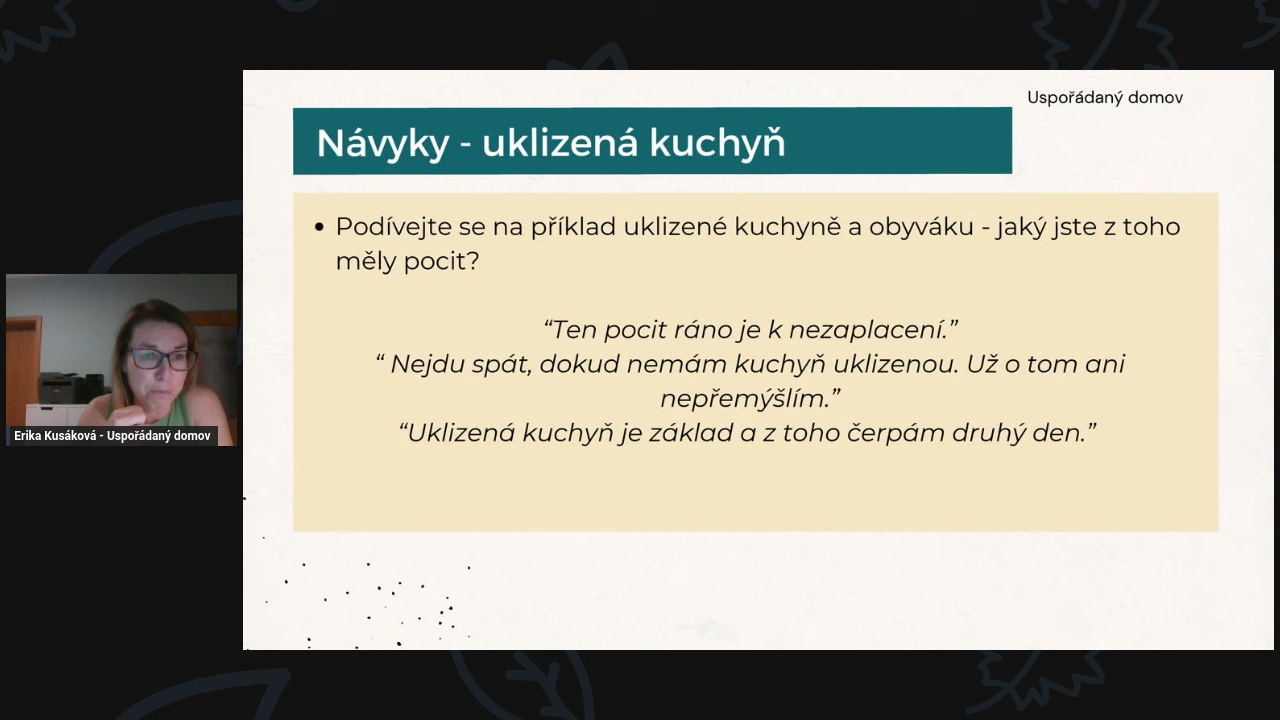 Uspořádaný domov
Návyky - uklizená kuchyň
• Podívejte se na příklad uklizené kuchyně a obyváku - jaký jste z toho
měly pocit?
“Ten pocit ráno je k nezaplacení.”
“ Nejdu spát, dokud nemám kuchyň uklizenou. Už o tom ani
nepřemýšlím.”
“Uklizená kuchyň je základ a z toho čerpám druhý den.”
Erika Kusáková - Uspořádaný domov